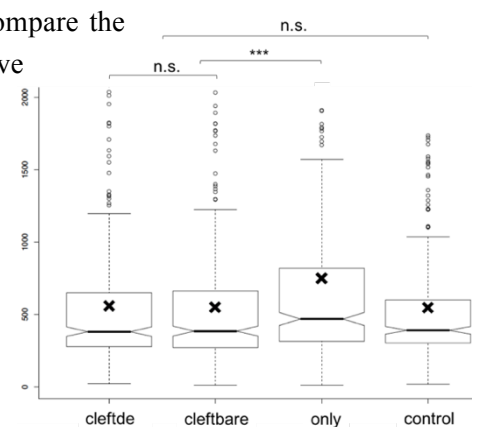 ompare the
ve
n.s.
***
n.s.
2000
1500
1000
500
0
cleftde cleftbare only control